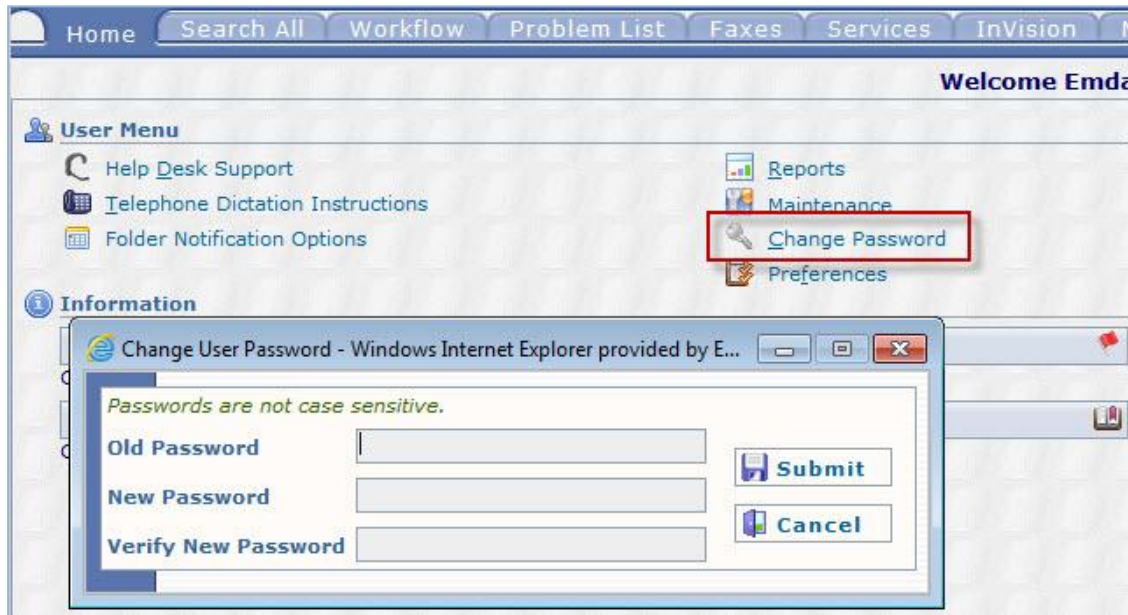 Home Search All Workflow Problem List Faxes Services InVision
Welcome Emda
User Menu
Help Desk Support
Telephone Dictation Instructions
Folder Notification Options
Reports
Maintenance
Change Password
Preferences
Information
Change User Password - Windows Internet Explorer provided by E...
Passwords are not case sensitive.
Old Password
New Password
Verify New Password
Submit
Cancel